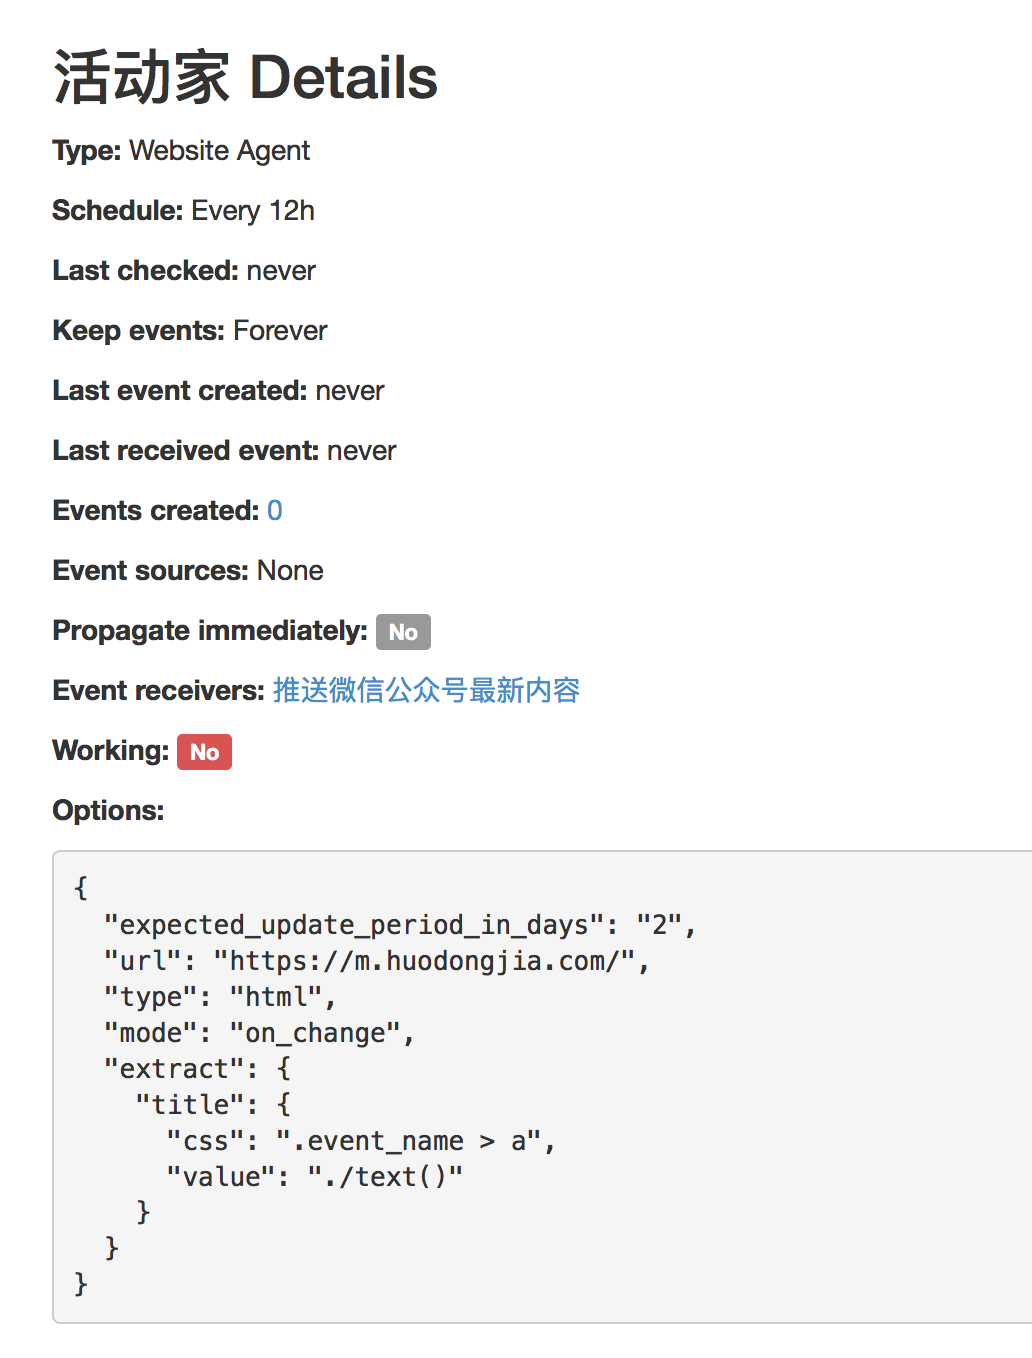 活动家 Details
Type: Website Agent
Schedule: Every 12h
Last checked: never
Keep events: Forever
Last event created: never
Last received event: never
Events created: 0
Event sources: None
Propagate immediately: No
Event receivers: 推送微信公众号最新内容
Working: No
Options:
{
  "expected_update_period_in_days": "2",
  "url": "https://m.huodongjia.com/",
  "type": "html",
  "mode": "on_change",
  "extract": {
    "title": {
      "css": ".event_name > a",
      "value": "./text()"
    }
  }
}